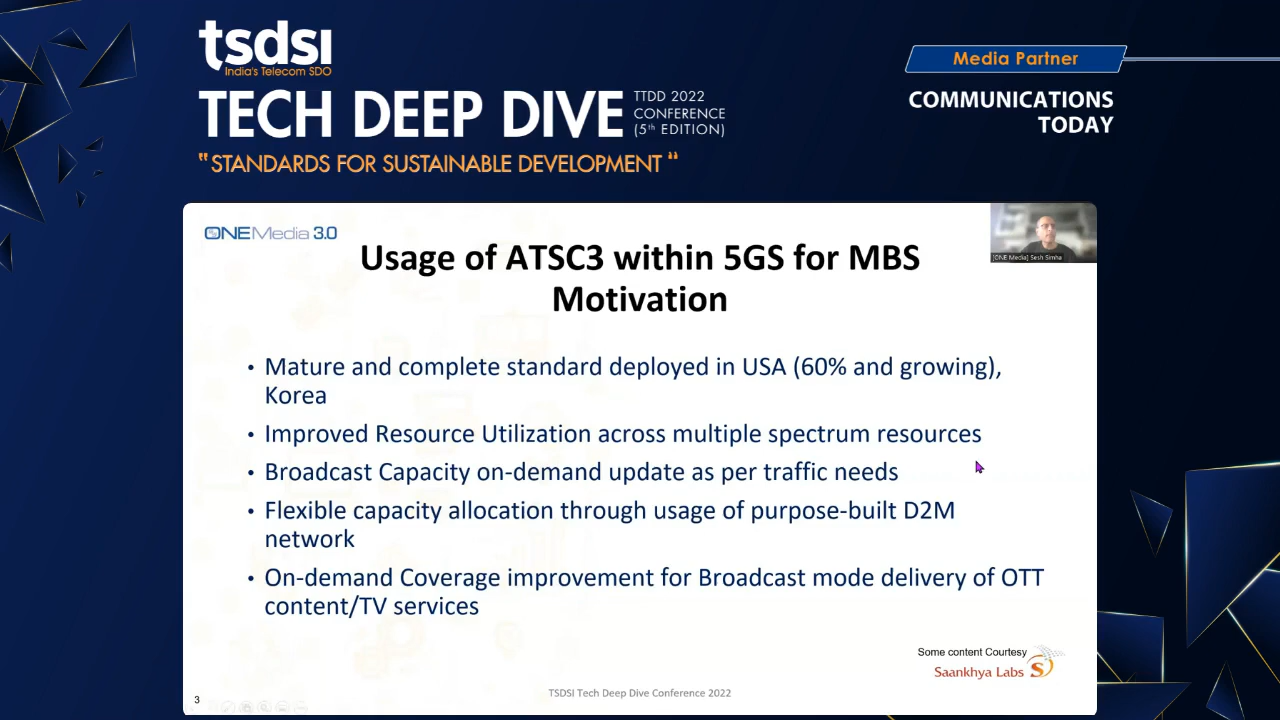 tsdsi
India's Telecom SDO
TECH DEEP DIVE
TTDD 2022
CONFERENCE
(5th EDITION)
"STANDARDS FOR SUSTAINABLE DEVELOPMENT"
Media Partner
COMMUNICATIONS
TODAY
ONEMedia 3.0
[ONE Media] Sesh Simha
Usage of ATSC3 within 5GS for MBS
Motivation
• Mature and complete standard deployed in USA (60% and growing),
Korea
• Improved Resource Utilization across multiple spectrum resources
• Broadcast Capacity on-demand update as per traffic needs
• Flexible capacity allocation through usage of purpose-built D2M
network
• On-demand Coverage improvement for Broadcast mode delivery of OTT
content/TV services
Some content Courtesy
Saankhya Labs
TSDSI Tech Deep Dive Conference 2022
3